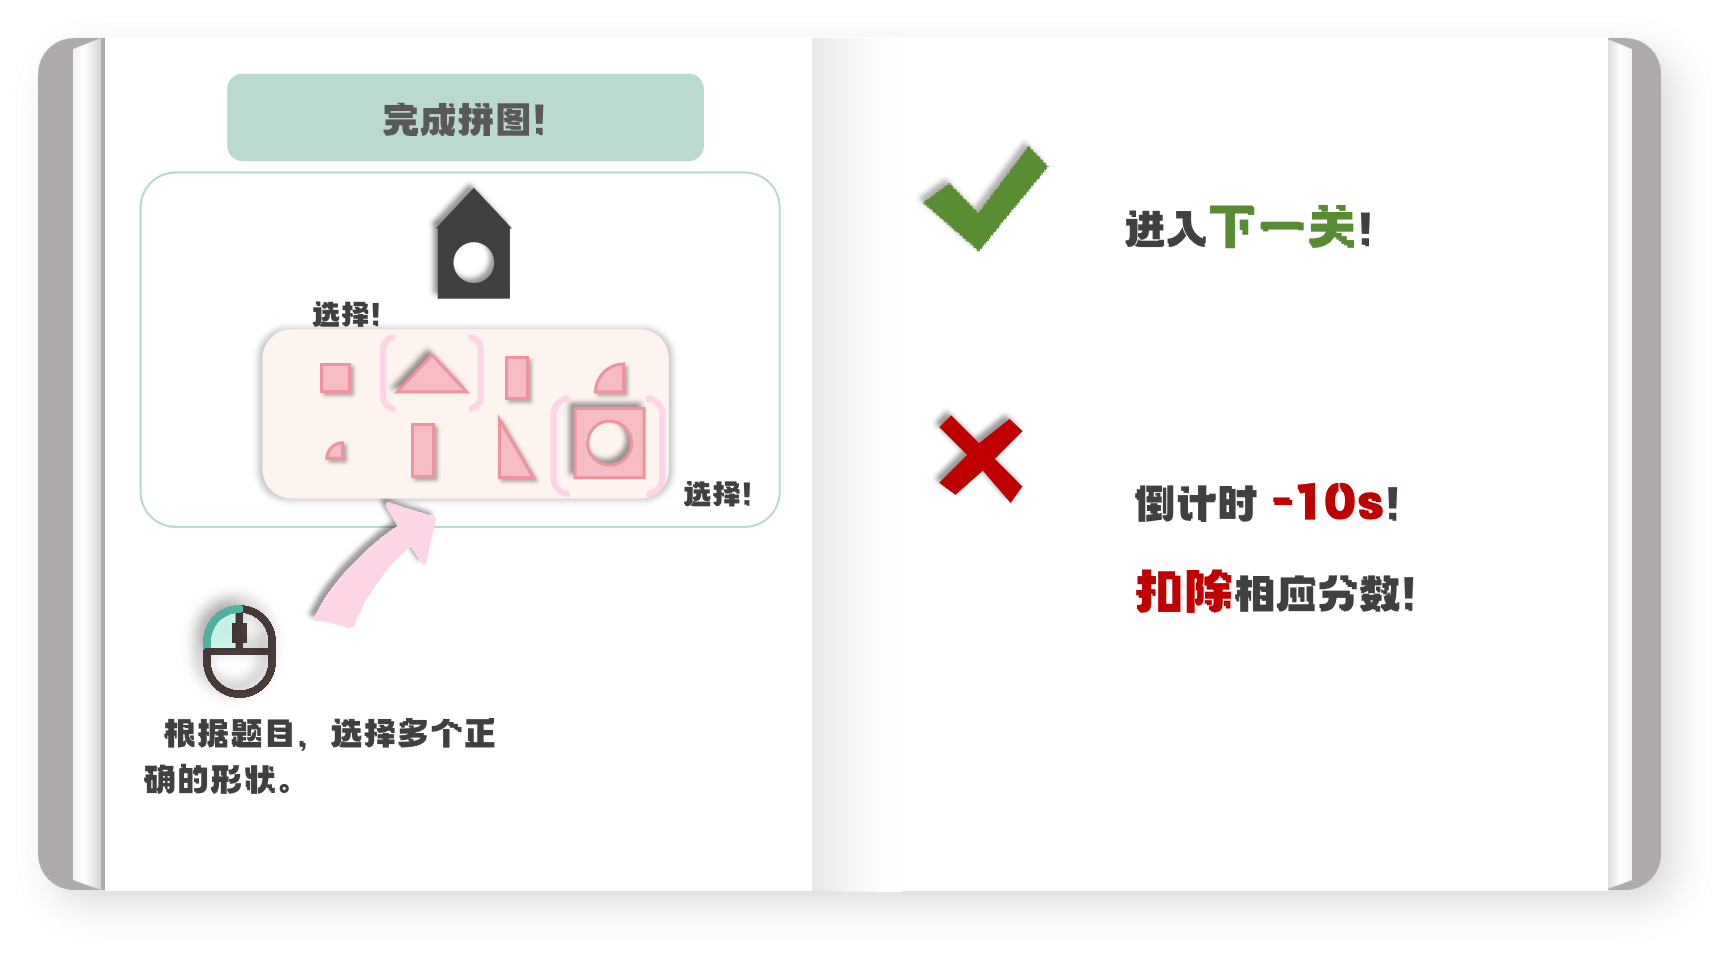 完成拼图!
选择!
选择!
根据题目，选择多个正
确的形状。
进入下一关!
倒计时 -10s!
扣除相应分数!